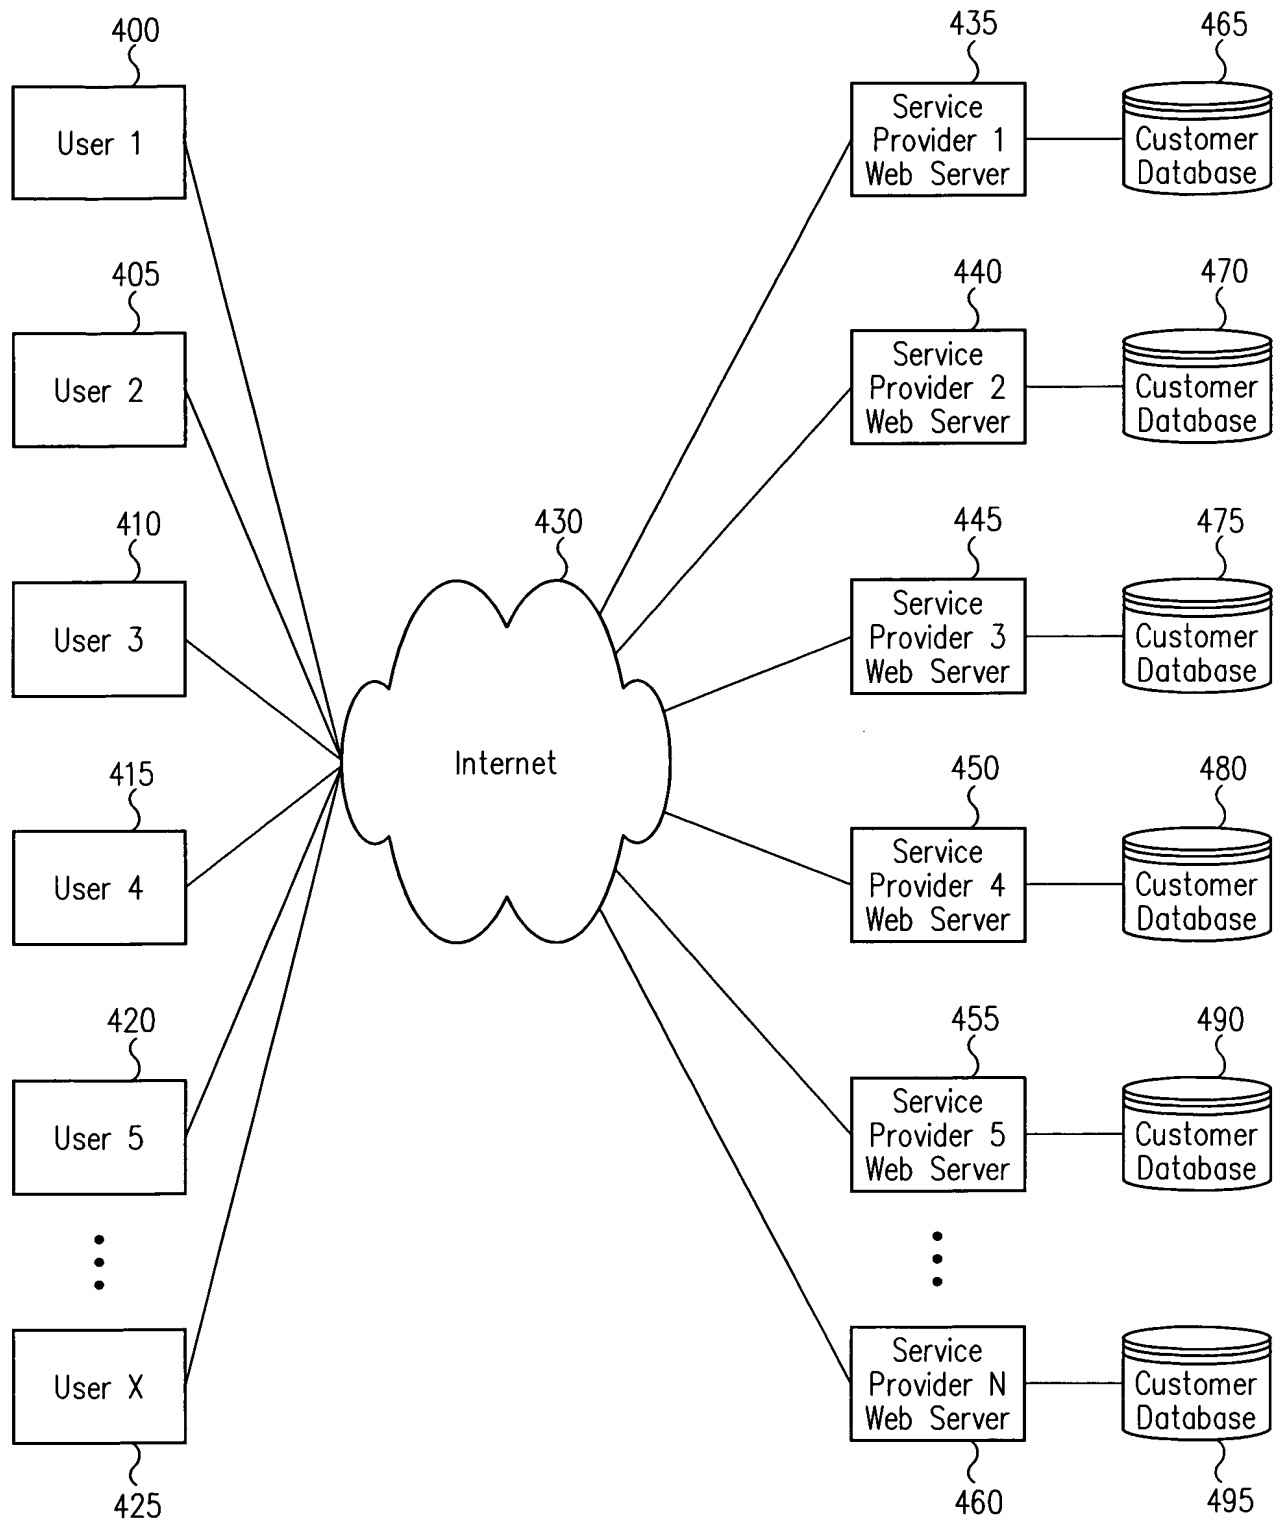 400
435
465
User 1
Service
Provider 1
Web Server
Customer
Database
405
440
470
User 2
Service
Provider 2
Web Server
Customer
Database
410
430
445
475
User 3
Service
Provider 3
Web Server
Customer
Database
Internet
415
450
480
User 4
Service
Provider 4
Web Server
Customer
Database
420
455
490
User 5
Service
Provider 5
Web Server
Customer
Database
User X
Service
Provider N
Web Server
Customer
Database
425
460
495